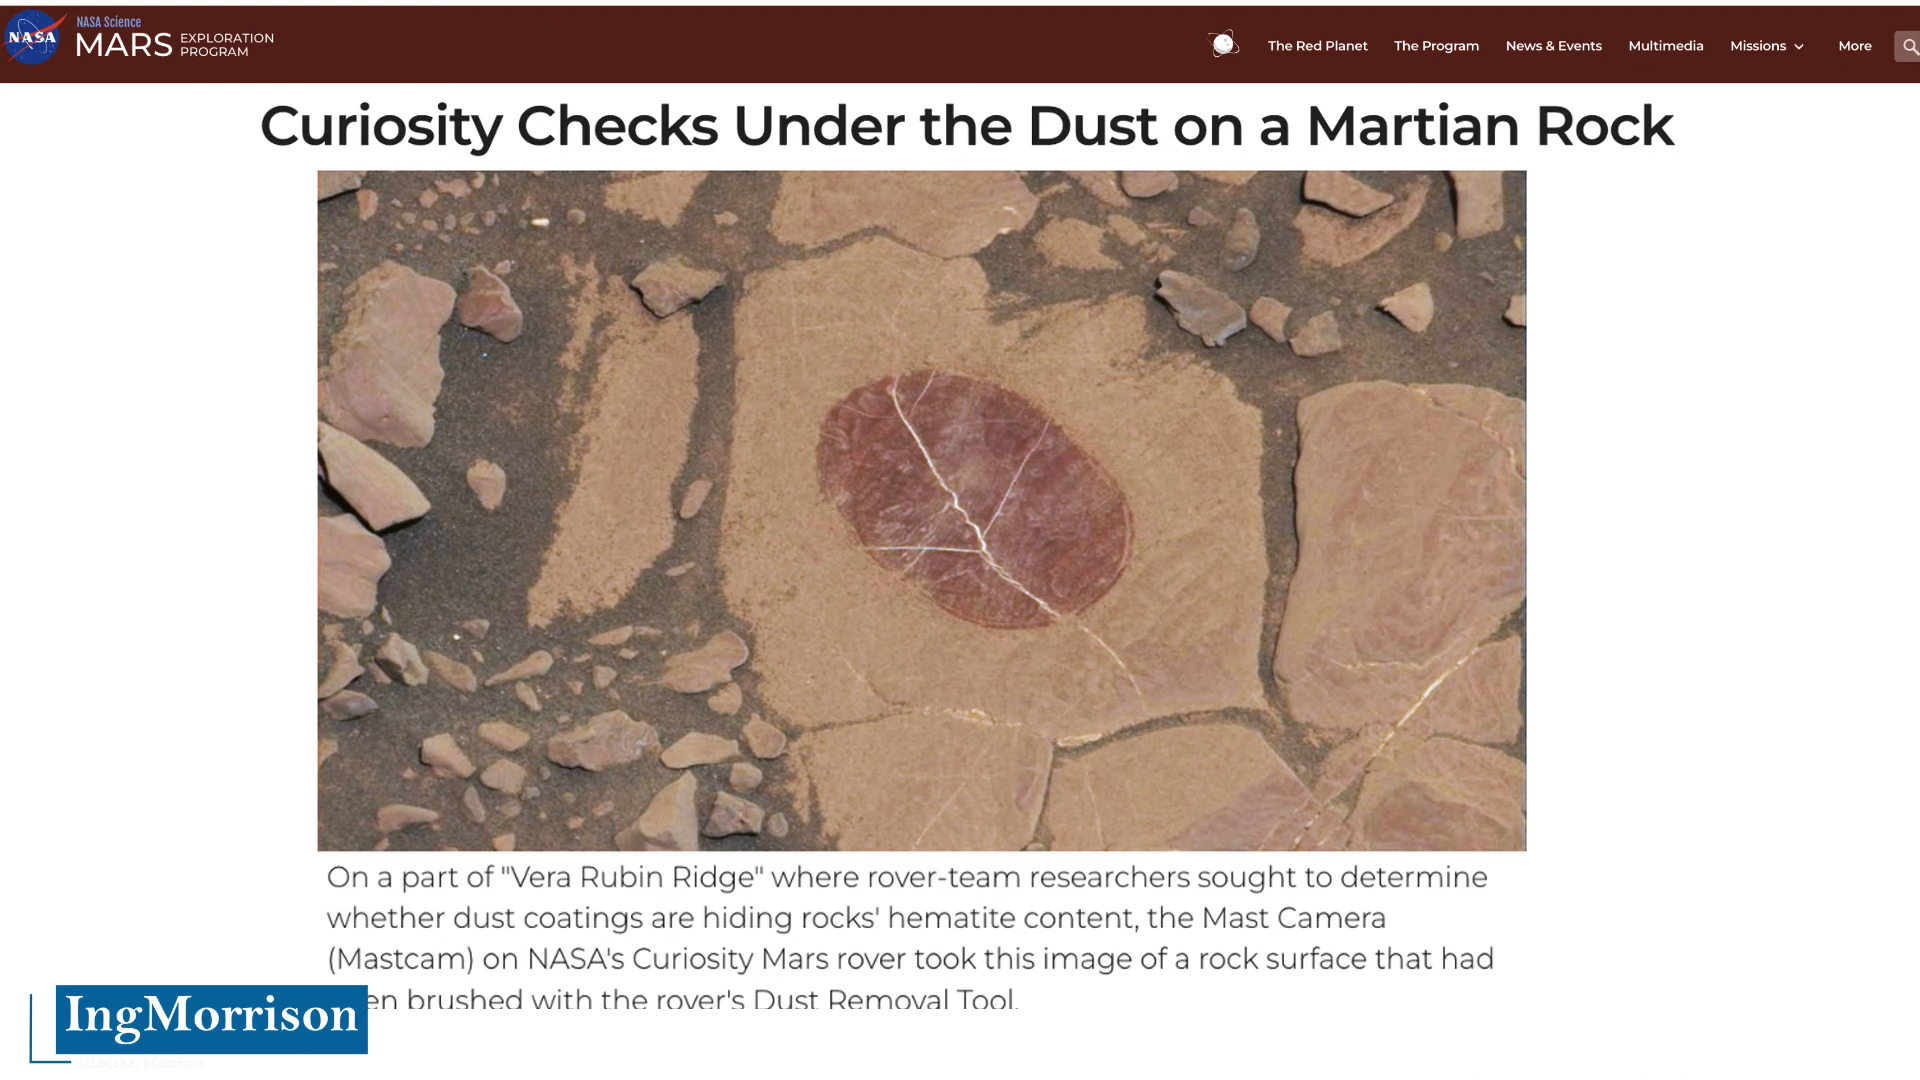 NASA
NASA Science
MARS EXPLORATION PROGRAM
The Red Planet The Program News & Events Multimedia Missions More
Curiosity Checks Under the Dust on a Martian Rock
On a part of "Vera Rubin Ridge" where rover-team researchers sought to determine
whether dust coatings are hiding rocks' hematite content, the Mast Camera
(Mastcam) on NASA's Curiosity Mars rover took this image of a rock surface that had
brushed with the rover's Dust Removal Tool.
IngMorrison